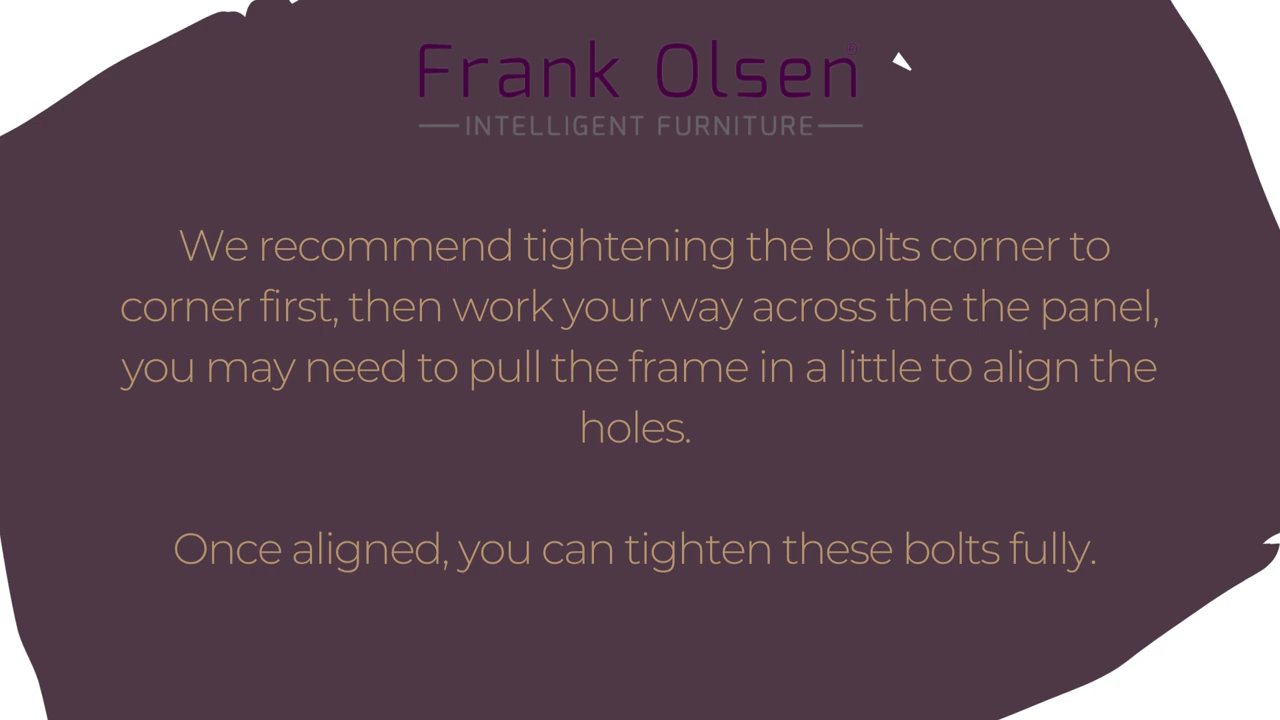 Frank Olsen®
INTELLIGENT FURNITURE
We recommend tightening the bolts corner to
corner first, then work your way across the the panel,
you may need to pull the frame in a little to align the
holes.
Once aligned, you can tighten these bolts fully.